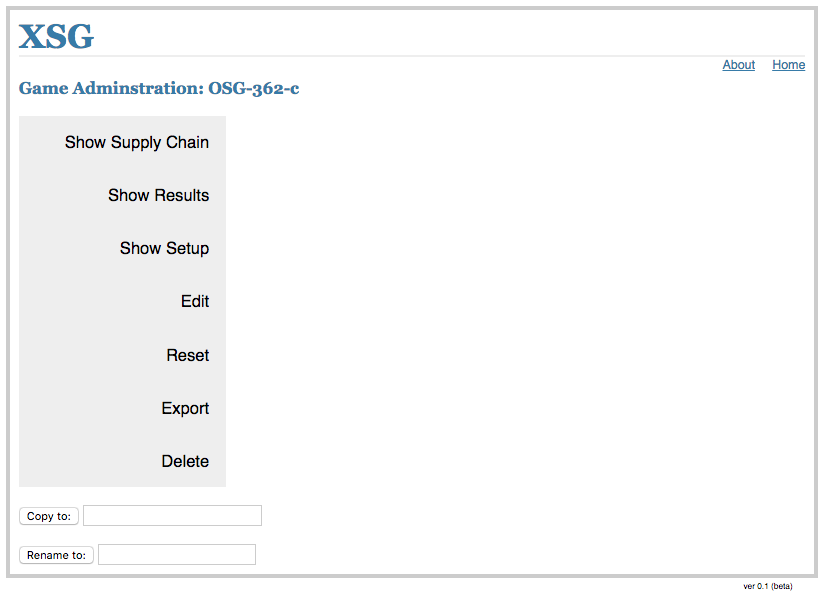 XSG
About Home
Game Adminstration: OSG-362-c
Show Supply Chain
Show Results
Show Setup
Edit
Reset
Export
Delete
Copy to:
Rename to:
ver 0.1 (beta)